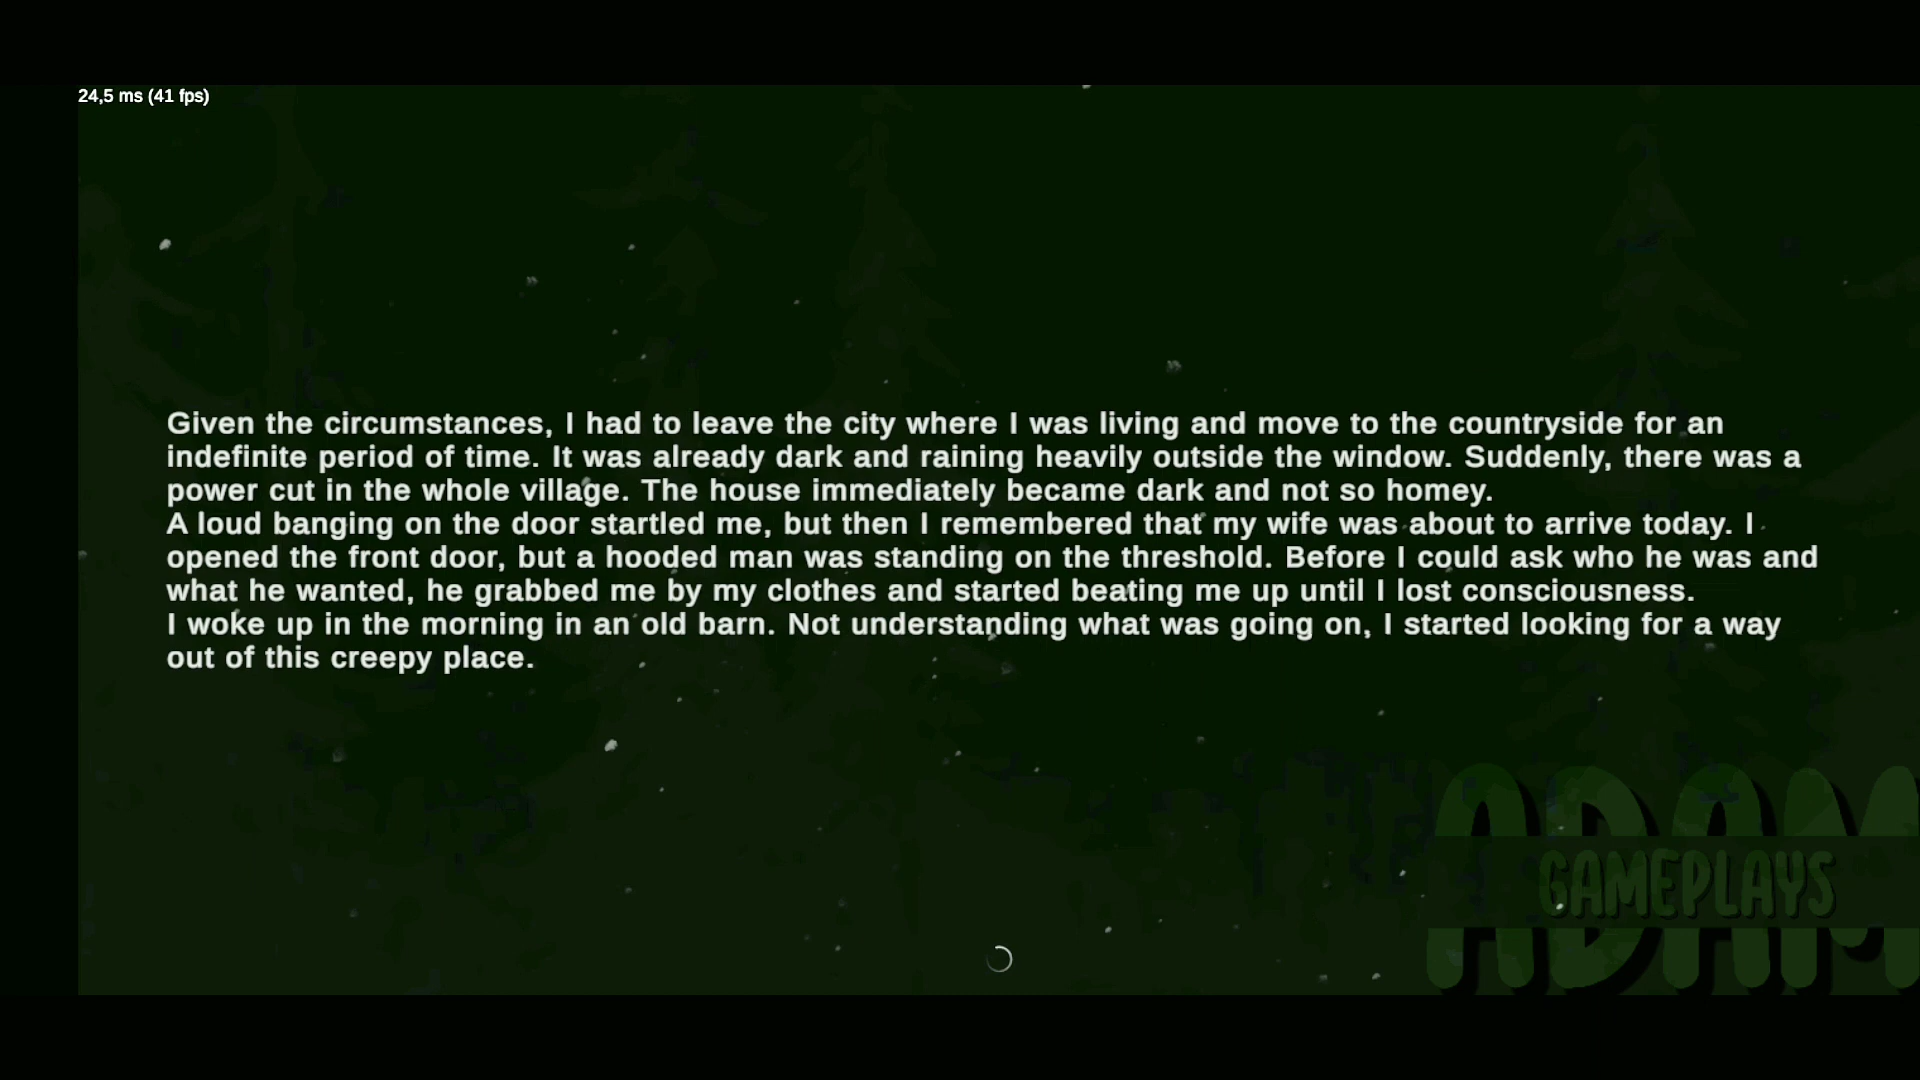 24,5 ms (41 fps)
Given the circumstances, I had to leave the city where I was living and move to the countryside for an
indefinite period of time. It was already dark and raining heavily outside the window. Suddenly, there was a
power cut in the whole village. The house immediately became dark and not so homey.
A loud banging on the door startled me, but then I remembered that my wife was about to arrive today. I
opened the front door, but a hooded man was standing on the threshold. Before I could ask who he was and
what he wanted, he grabbed me by my clothes and started beating me up until I lost consciousness.
I woke up in the morning in an old barn. Not understanding what was going on, I started looking for a way
out of this creepy place.
ADAM
GAMEPLAYS